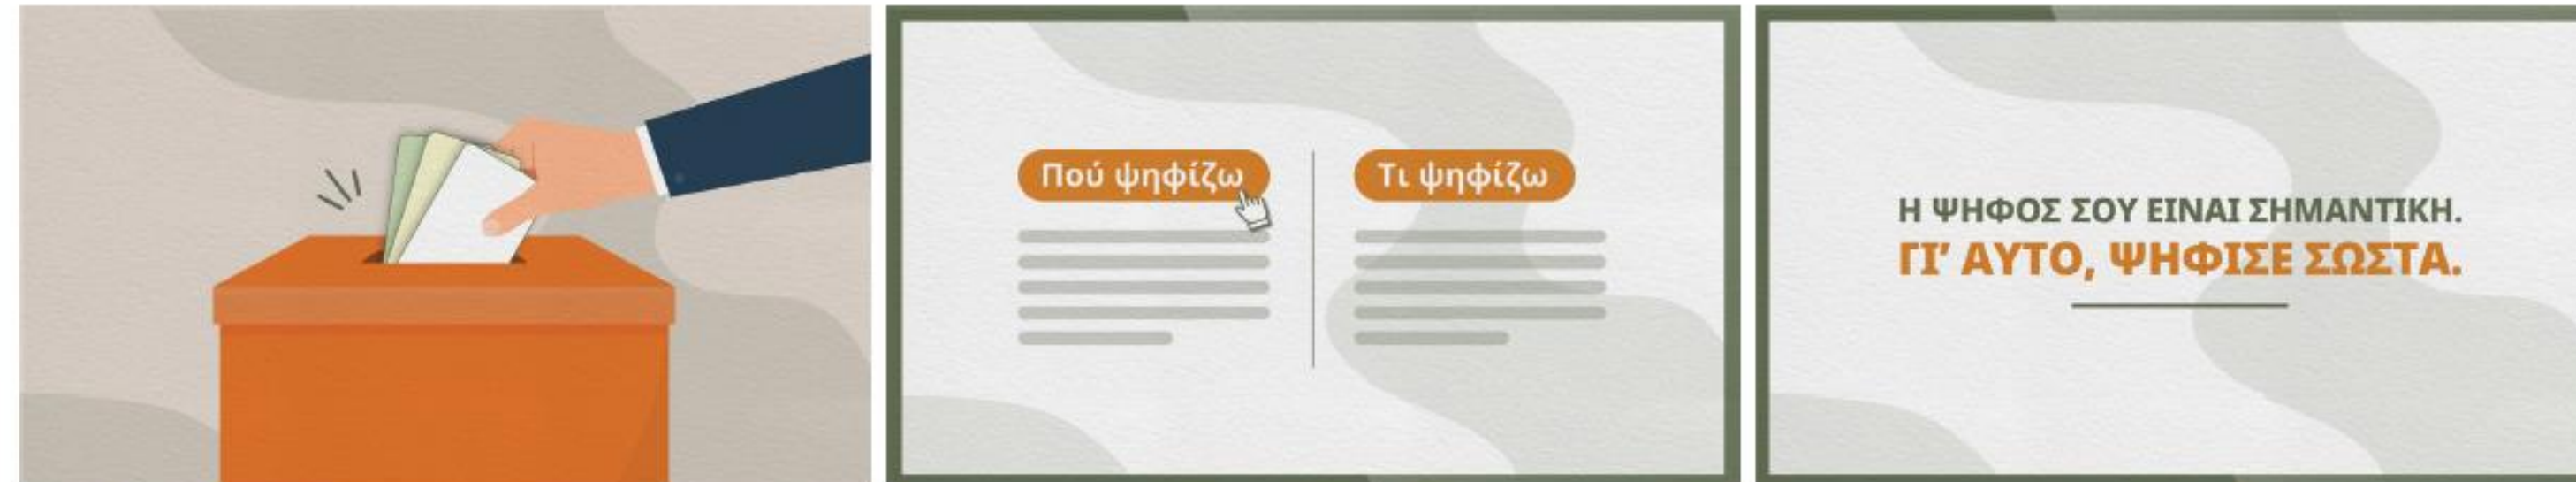 Πού ψηφίζω
Τι ψηφίζω
Η ΨΗΦΟΣ ΣΟΥ ΕΙΝΑΙ ΣΗΜΑΝΤΙΚΗ.
ΓΙ’ ΑΥΤΟ, ΨΗΦΙΣΕ ΣΩΣΤΑ.